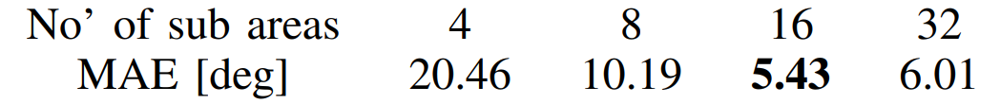 No’ of sub areas 4 8 16 32
MAE [deg] 20.46 10.19 5.43 6.01